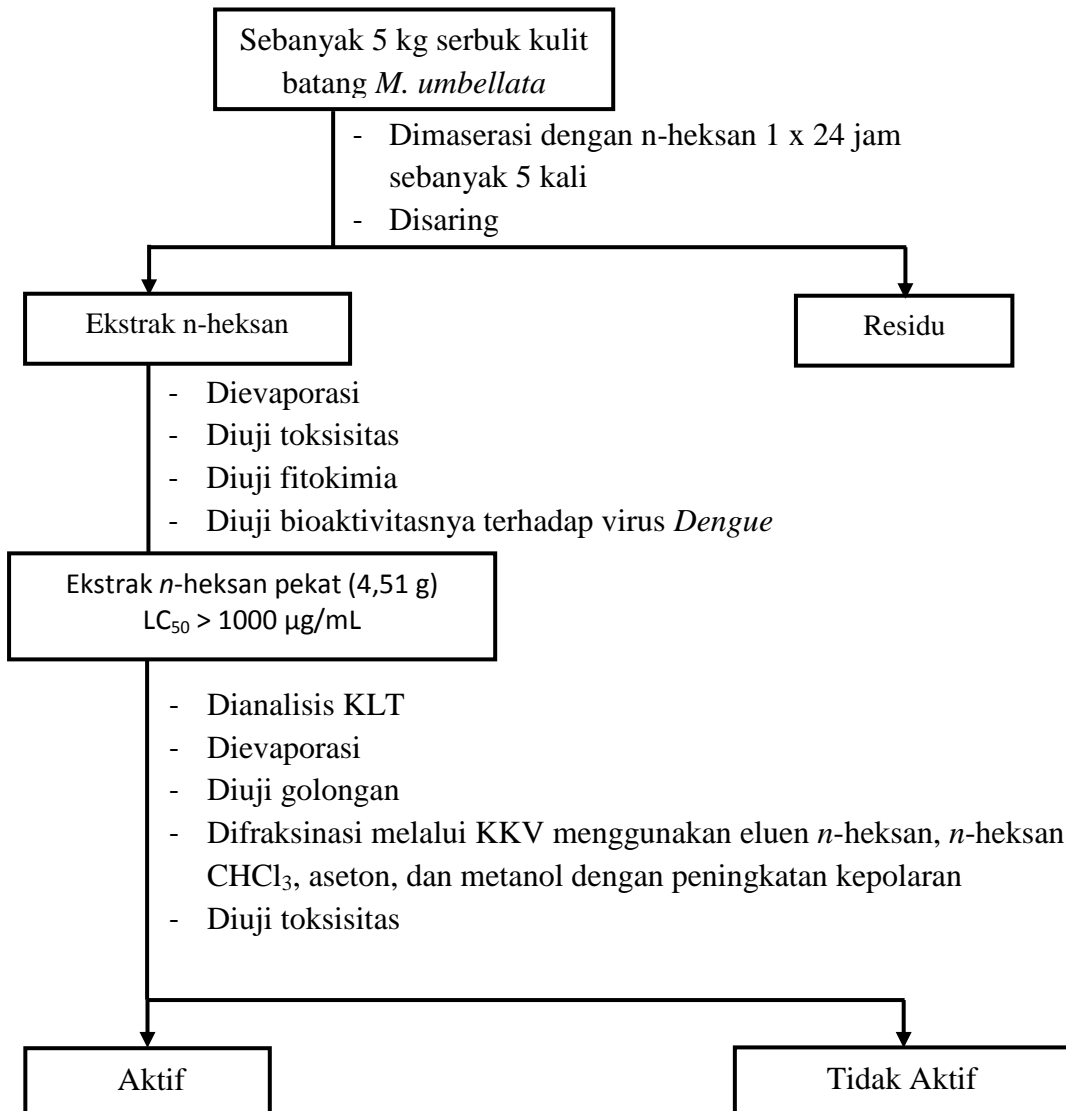 Sebanyak 5 kg serbuk kulit
batang M. umbellata
- Dimaserasi dengan n-heksan 1 x 24 jam
sebanyak 5 kali
- Disaring
Ekstrak n-heksan
Residu
- Dievaporasi
- Diuji toksisitas
- Diuji fitokimia
- Diuji bioaktivitasnya terhadap virus Dengue
Ekstrak n-heksan pekat (4,51 g)
LC₅₀ > 1000 µg/mL
- Dianalisis KLT
- Dievaporasi
- Diuji golongan
- Difraksinasi melalui KKV menggunakan eluen n-heksan, n-heksan
CHCl₃, aseton, dan metanol dengan peningkatan kepolaran
- Diuji toksisitas
Aktif
Tidak Aktif